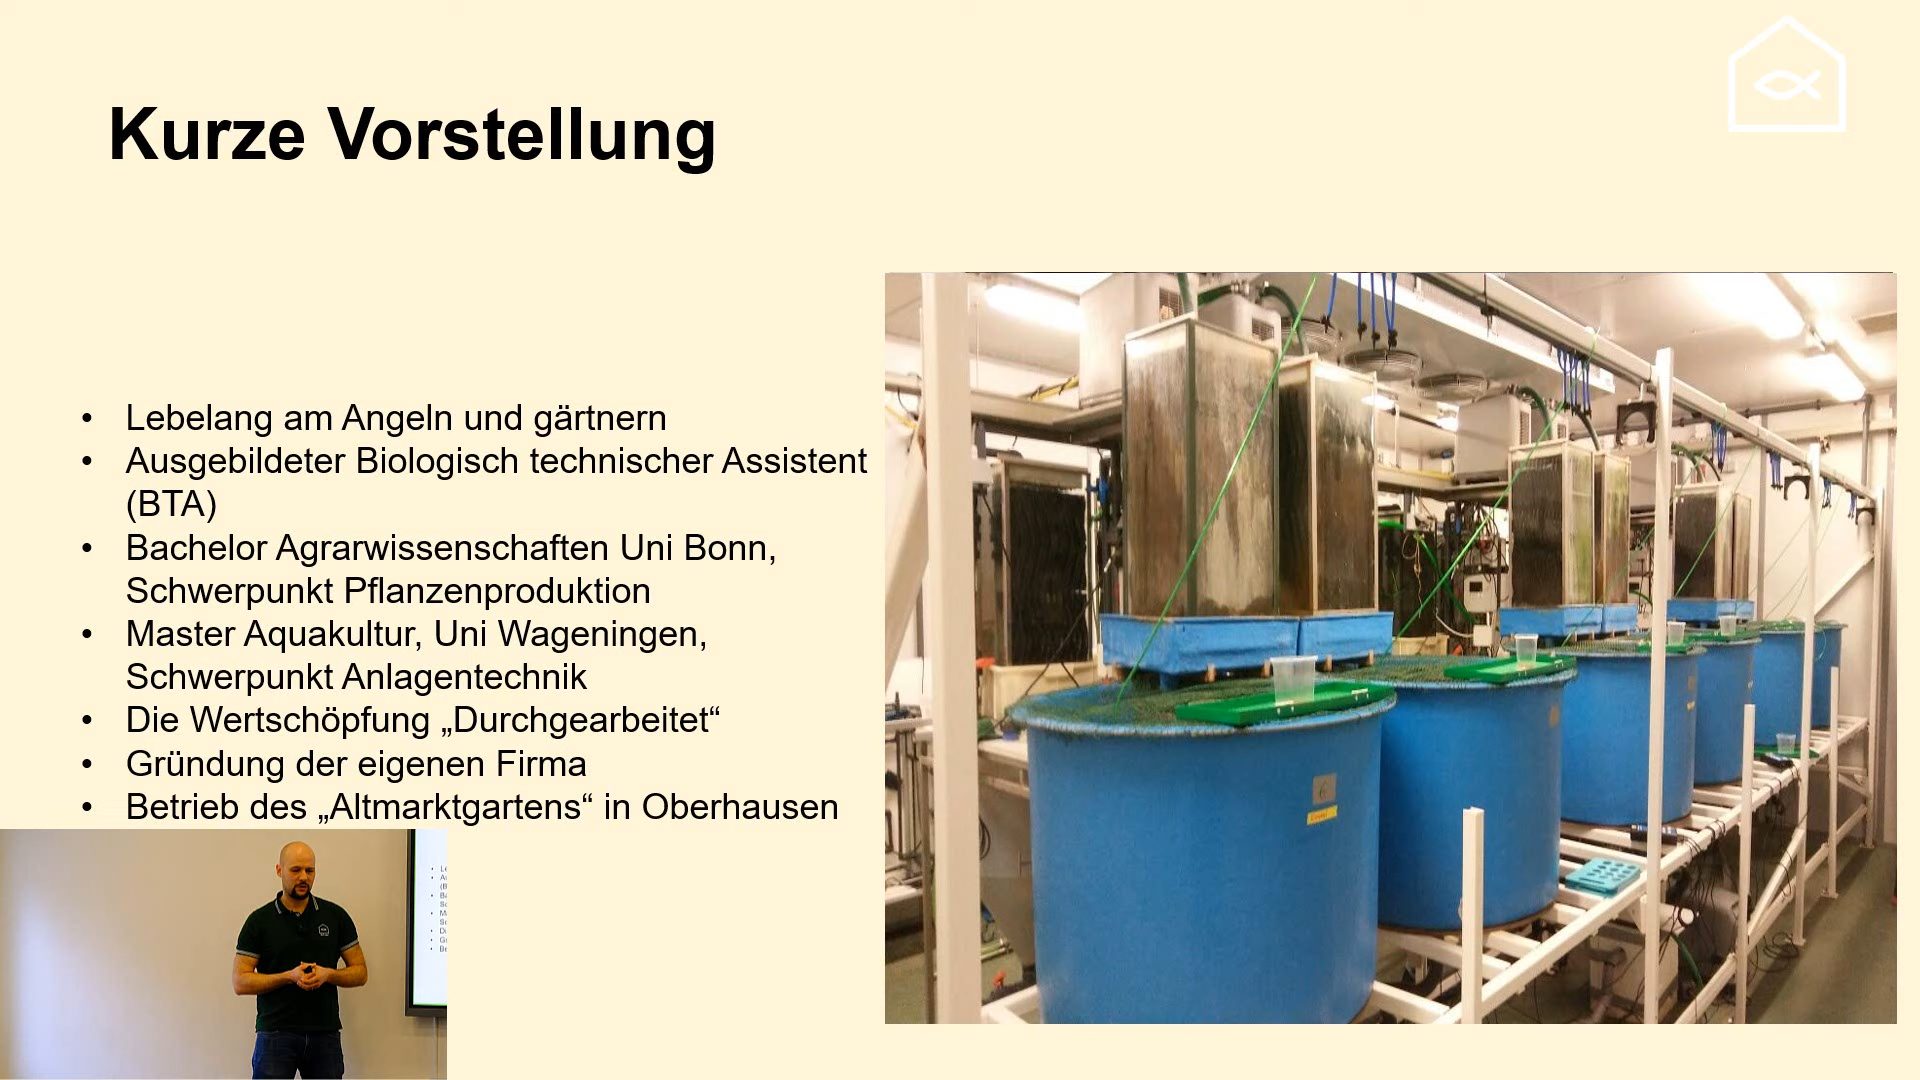 Kurze Vorstellung
• Lebelang am Angeln und gärtnern
• Ausgebildeter Biologisch technischer Assistent
(BTA)
• Bachelor Agrarwissenschaften Uni Bonn,
Schwerpunkt Pflanzenproduktion
• Master Aquakultur, Uni Wageningen,
Schwerpunkt Anlagentechnik
• Die Wertschöpfung „Durchgearbeitet“
• Gründung der eigenen Firma
• Betrieb des „Altmarktgartens“ in Oberhausen
6